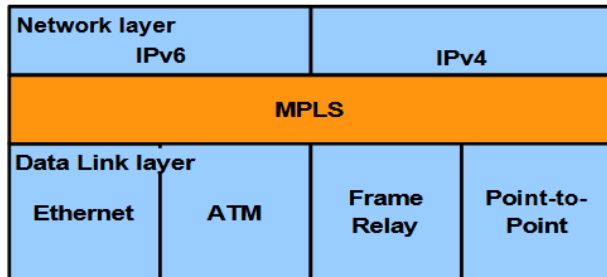 Network layer
IPv6
IPv4
MPLS
Data Link layer
Ethernet
ATM
Frame
Relay
Point-to-
Point